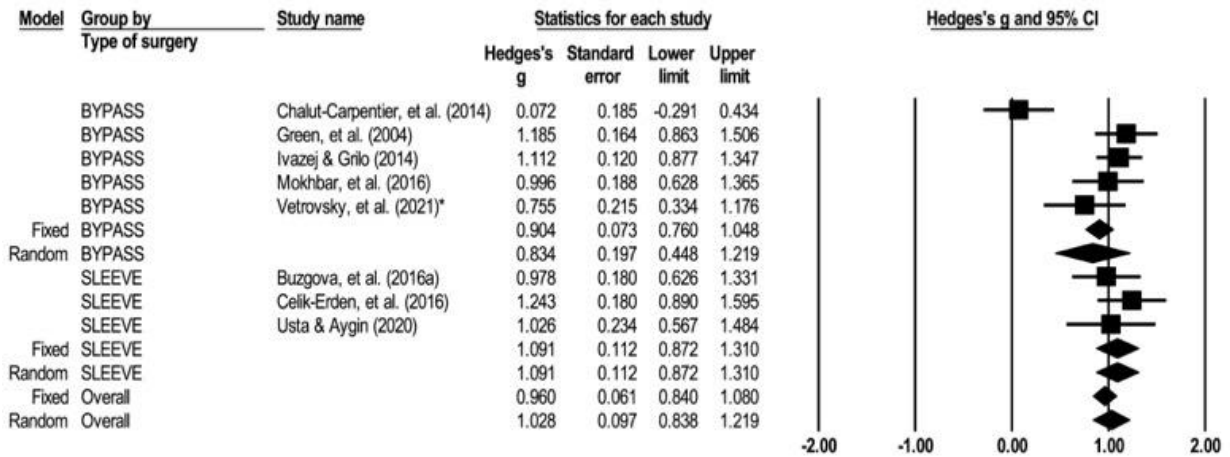 Model Group by Study name Statistics for each study Hedges's g and 95% CI
Type of surgery
Hedges's Standard Lower Upper
g error limit limit
BYPASS Chalut-Carpentier, et al. (2014) 0.072 0.185 -0.291 0.434
BYPASS Green, et al. (2004) 1.185 0.164 0.863 1.506
BYPASS Ivazej & Grilo (2014) 1.112 0.120 0.877 1.347
BYPASS Mokhbar, et al. (2016) 0.996 0.188 0.628 1.365
BYPASS Vetrovsky, et al. (2021)* 0.755 0.215 0.334 1.176
Fixed BYPASS 0.904 0.073 0.760 1.048
Random BYPASS 0.834 0.197 0.448 1.219
SLEEVE Buzgova, et al. (2016a) 0.978 0.180 0.626 1.331
SLEEVE Celik-Erden, et al. (2016) 1.243 0.180 0.890 1.595
SLEEVE Usta & Aygin (2020) 1.026 0.234 0.567 1.484
Fixed SLEEVE 1.091 0.112 0.872 1.310
Random SLEEVE 1.091 0.112 0.872 1.310
Fixed Overall 0.960 0.061 0.840 1.080
Random Overall 1.028 0.097 0.838 1.219
-2.00 -1.00 0.00 1.00 2.00